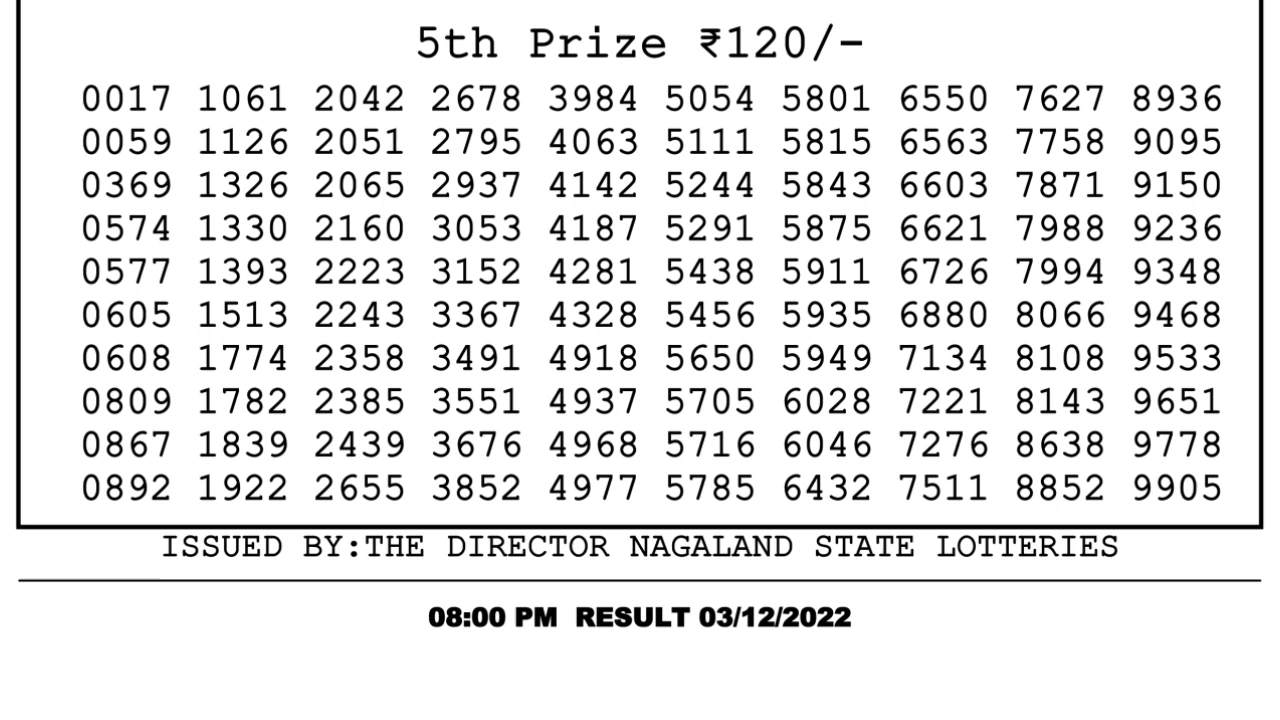 5th Prize ₹120/-
0017 1061 2042 2678 3984 5054 5801 6550 7627 8936
0059 1126 2051 2795 4063 5111 5815 6563 7758 9095
0369 1326 2065 2937 4142 5244 5843 6603 7871 9150
0574 1330 2160 3053 4187 5291 5875 6621 7988 9236
0577 1393 2223 3152 4281 5438 5911 6726 7994 9348
0605 1513 2243 3367 4328 5456 5935 6880 8066 9468
0608 1774 2358 3491 4918 5650 5949 7134 8108 9533
0809 1782 2385 3551 4937 5705 6028 7221 8143 9651
0867 1839 2439 3676 4968 5716 6046 7276 8638 9778
0892 1922 2655 3852 4977 5785 6432 7511 8852 9905
ISSUED BY:THE DIRECTOR NAGALAND STATE LOTTERIES
08:00 PM RESULT 03/12/2022